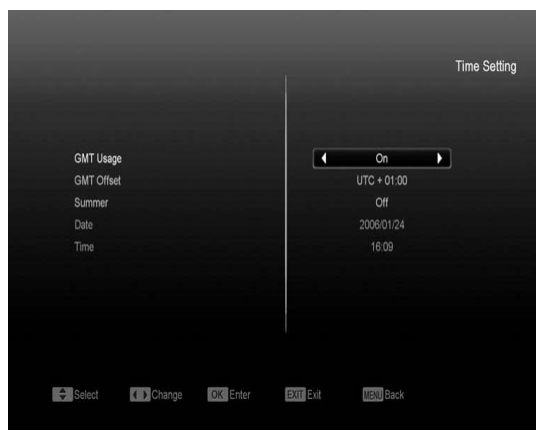 Time Setting
GMT Usage On
GMT Offset UTC + 01:00
Summer Off
Date 2006/01/24
Time 16:09
Select Change OK Enter EXIT Exit MENU Back